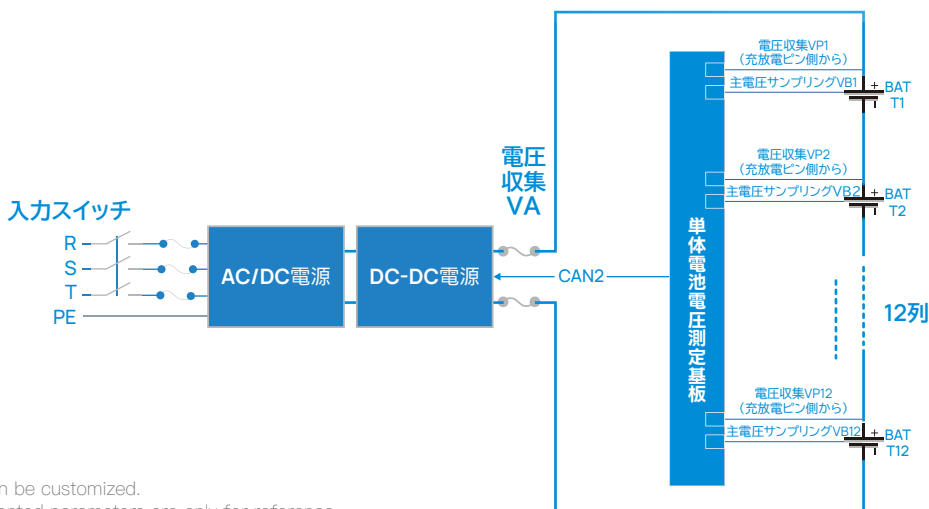 電圧収集VP1
（充放電ピン側から）
主電圧サンプリングVB1
+ BAT
T1
電圧
収集
VA
電圧収集VP2
（充放電ピン側から）
主電圧サンプリングVB2
+ BAT
T2
入力スイッチ
R
S
T
PE
AC/DC電源
DC-DC電源
CAN2
単体電池電圧測定基板
12列
電圧収集VP12
（充放電ピン側から）
主電圧サンプリングVB12
+ BAT
T12
be customized.
parameters are only for reference